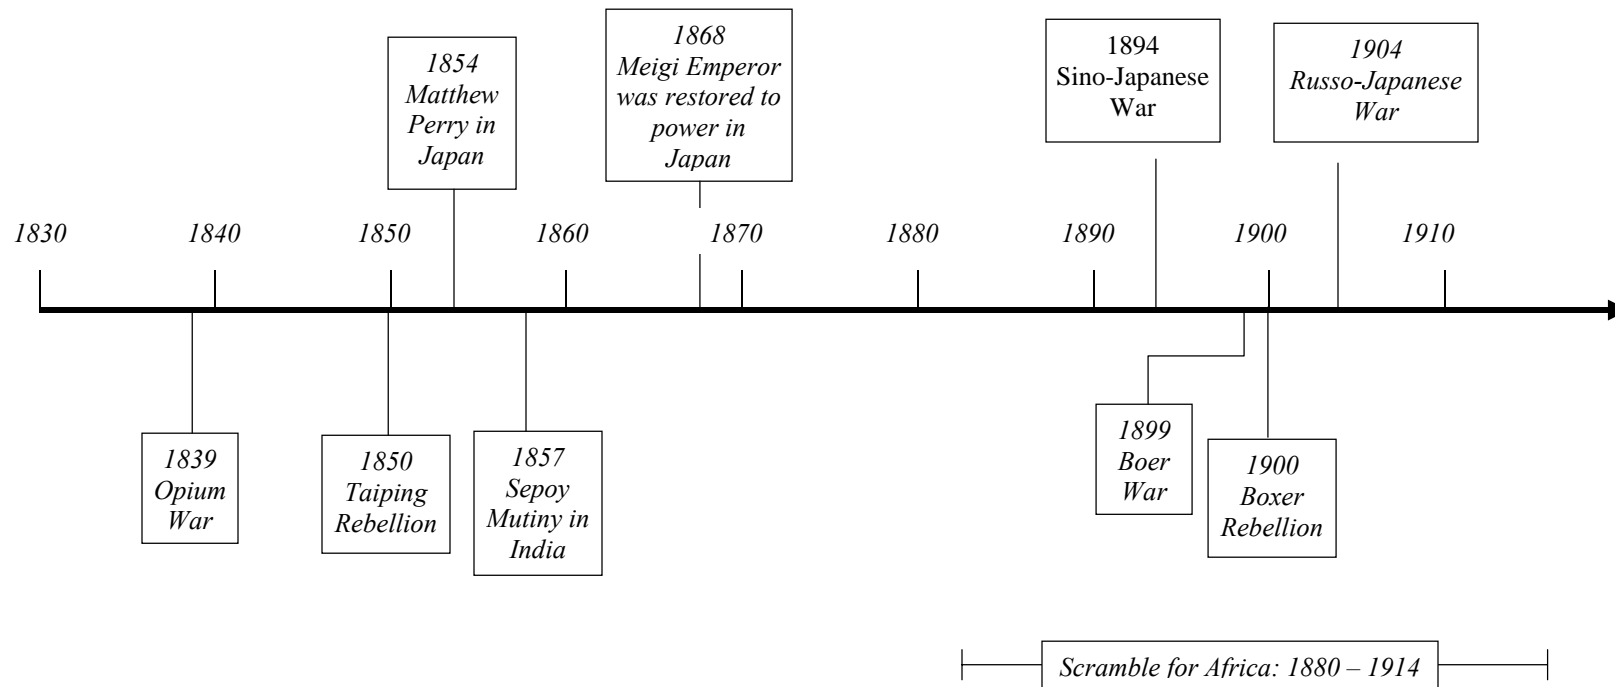 1854
Matthew
Perry in
Japan
1868
Meigi Emperor
was restored to
power in
Japan
1894
Sino-Japanese
War
1904
Russo-Japanese
War
1830
1840
1850
1860
1870
1880
1890
1900
1910
1839
Opium
War
1850
Taiping
Rebellion
1857
Sepoy
Mutiny in
India
1899
Boer
War
1900
Boxer
Rebellion
Scramble for Africa: 1880 – 1914